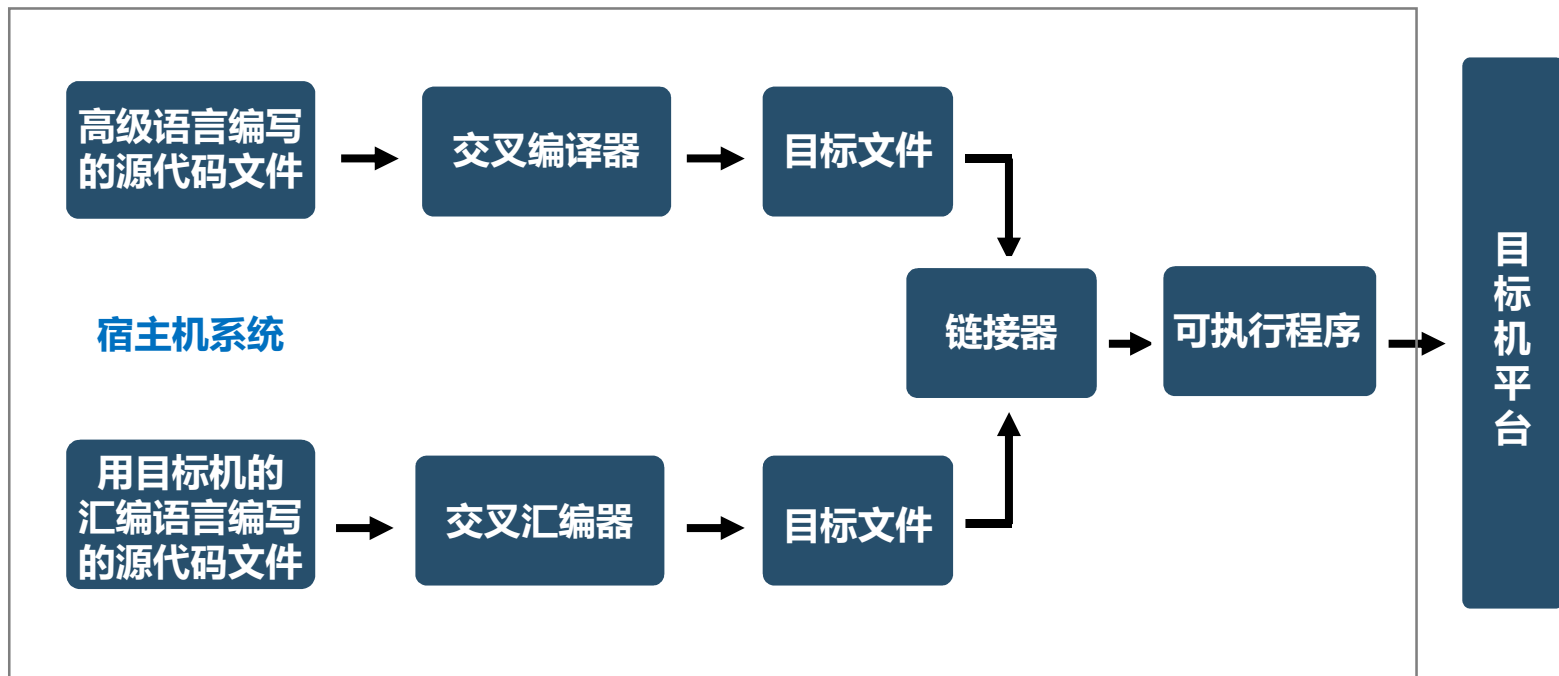 高级语言编写
的源代码文件
交叉编译器
目标文件
宿主机系统
链接器
可执行程序
目标机平台
用目标机的
汇编语言编写
的源代码文件
交叉汇编器
目标文件